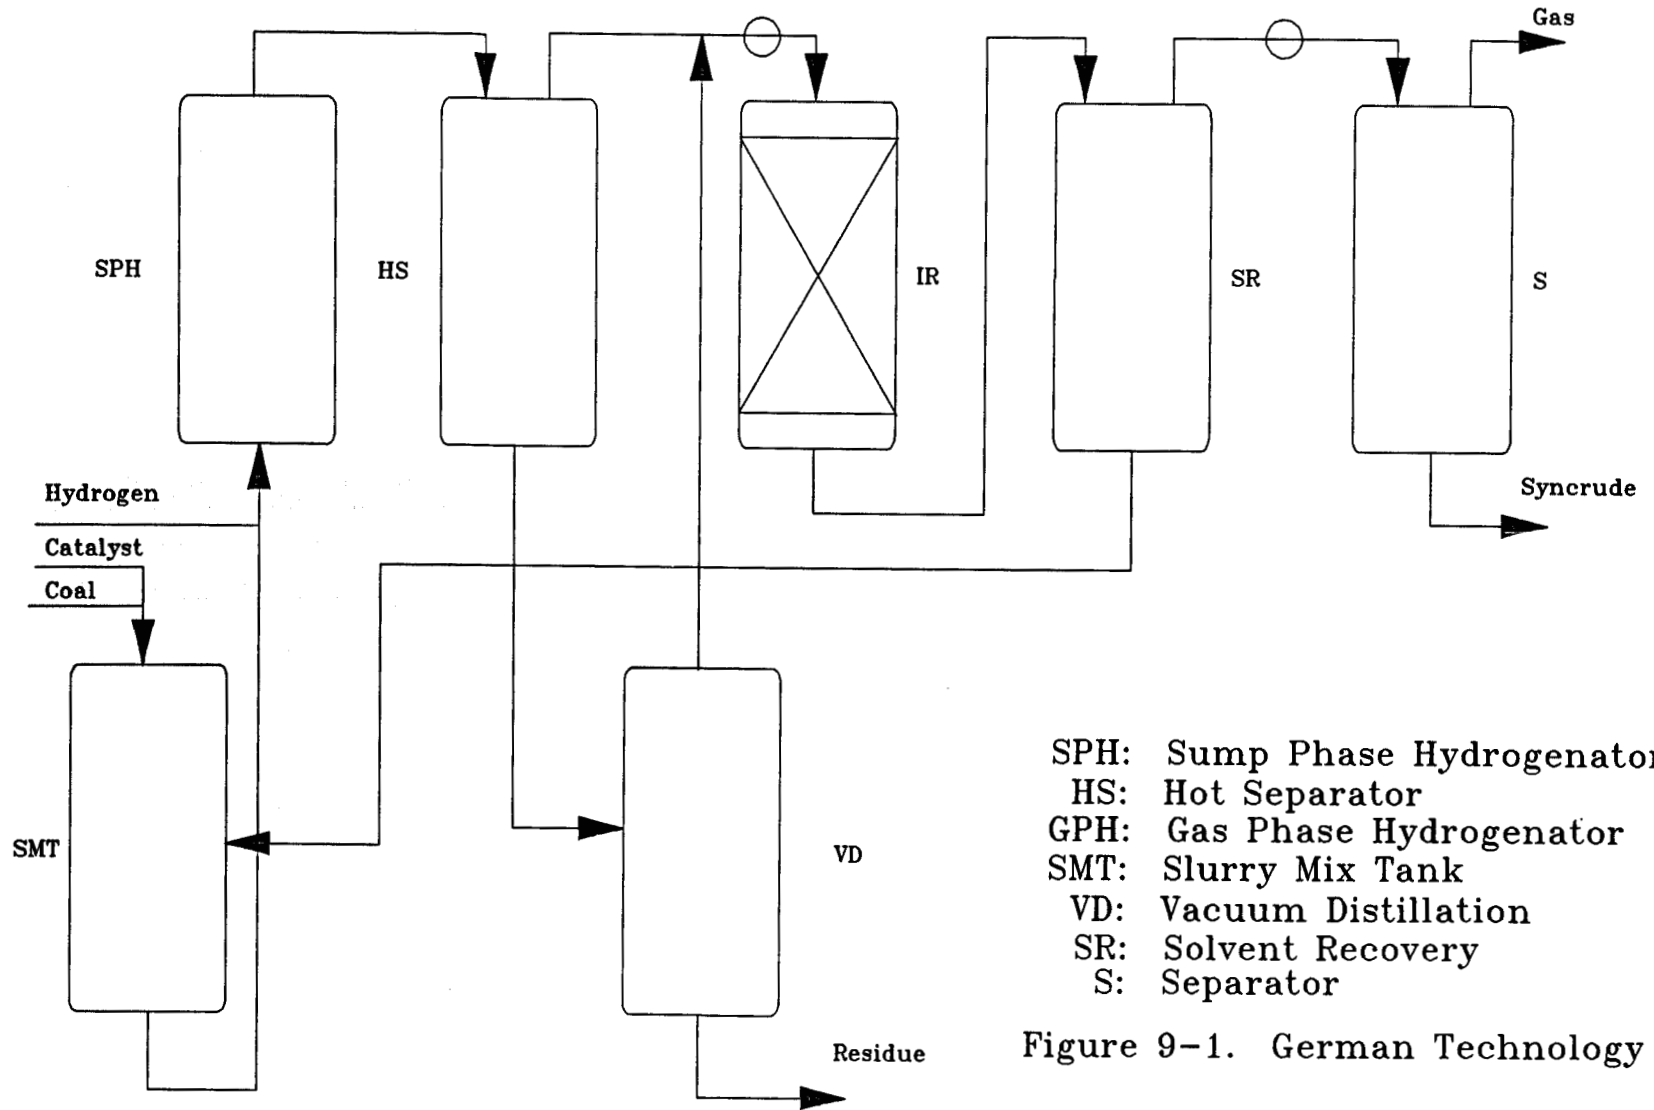 Gas
SPH
HS
IR
SR
S
Hydrogen
Catalyst
Coal
Syncrude
SMT
VD
Residue
SPH: Sump Phase Hydrogenator
HS: Hot Separator
GPH: Gas Phase Hydrogenator
SMT: Slurry Mix Tank
VD: Vacuum Distillation
SR: Solvent Recovery
S: Separator
Figure 9-1. German Technology